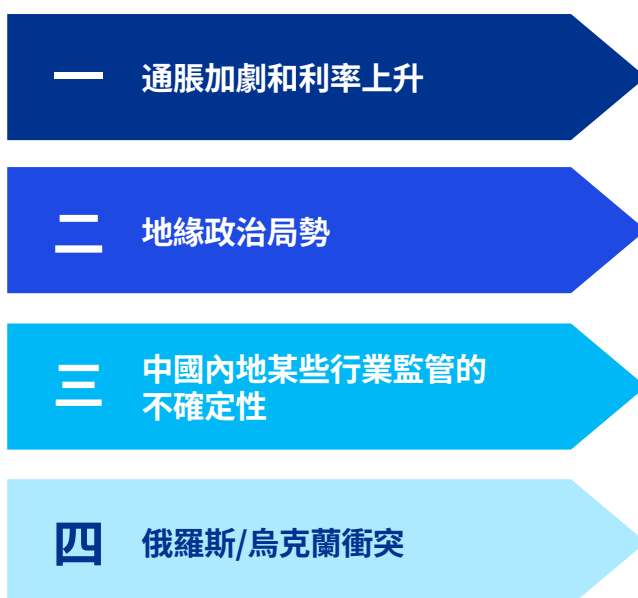 一 通脹加劇和利率上升
二 地緣政治局勢
三 中國內地某些行業監管的
不確定性
四 俄羅斯/烏克蘭衝突